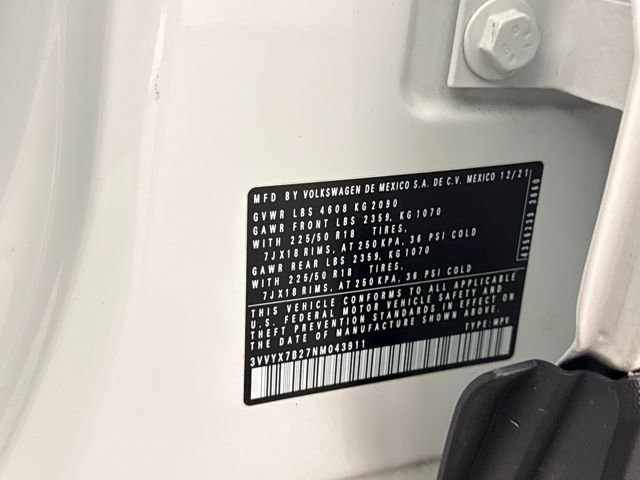 MFD BY VOLKSWAGEN DE MEXICO S.A. DE C.V. MEXICO 12/21
GVWR LBS 4608 KG 2090
GAWR FRONT LBS 2359, KG 1070
WITH 225/50 R18 TIRES,
7JX18 RIMS, AT 250 KPA, 36 PSI COLD
GAWR REAR LBS 2359, KG 1070
WITH 225/50 R18 TIRES,
7JX18 RIMS, AT 250 KPA, 36 PSI COLD
THIS VEHICLE CONFORMS TO ALL APPLICABLE
U.S. FEDERAL MOTOR VEHICLE SAFETY AND
THEFT PREVENTION STANDARDS IN EFFECT ON
THE DATE OF MANUFACTURE SHOWN ABOVE.
3VVYX7B27NM043911 TYPE: MPV
4356239 3660